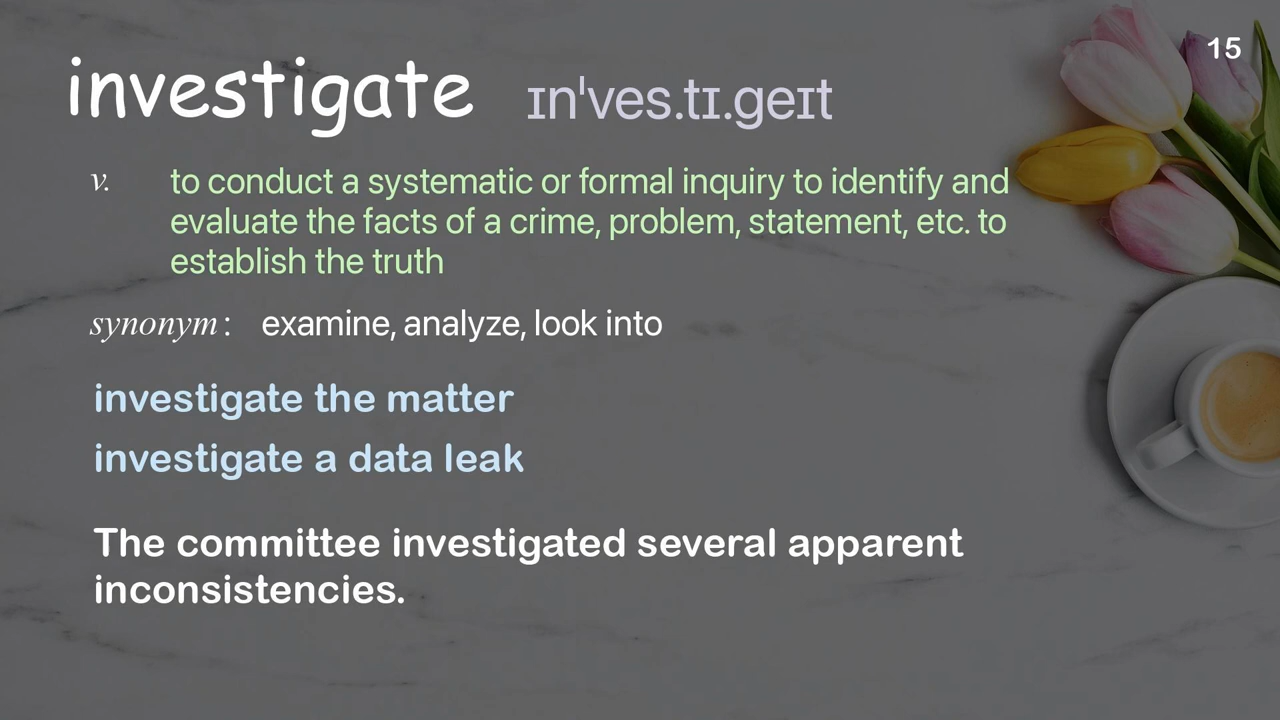 15
investigate ɪnˈves.tɪ.geɪt
v. to conduct a systematic or formal inquiry to identify and
evaluate the facts of a crime, problem, statement, etc. to
establish the truth
synonym: examine, analyze, look into
investigate the matter
investigate a data leak
The committee investigated several apparent
inconsistencies.